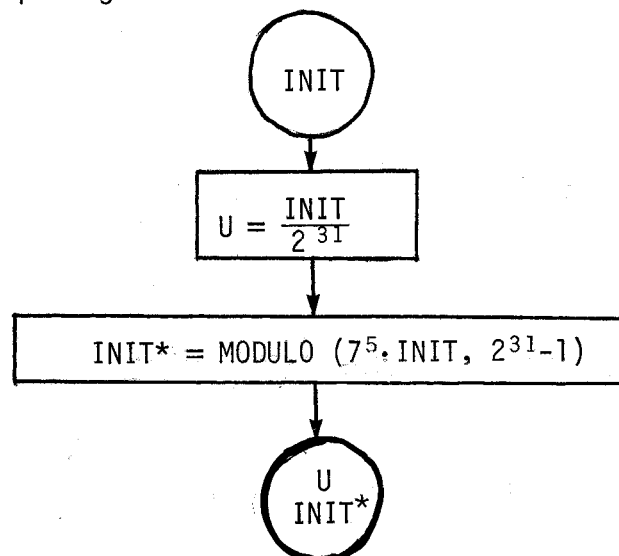 INIT
U = INIT / 2^31
INIT* = MODULO (7^5· INIT, 2^31-1)
U
INIT*